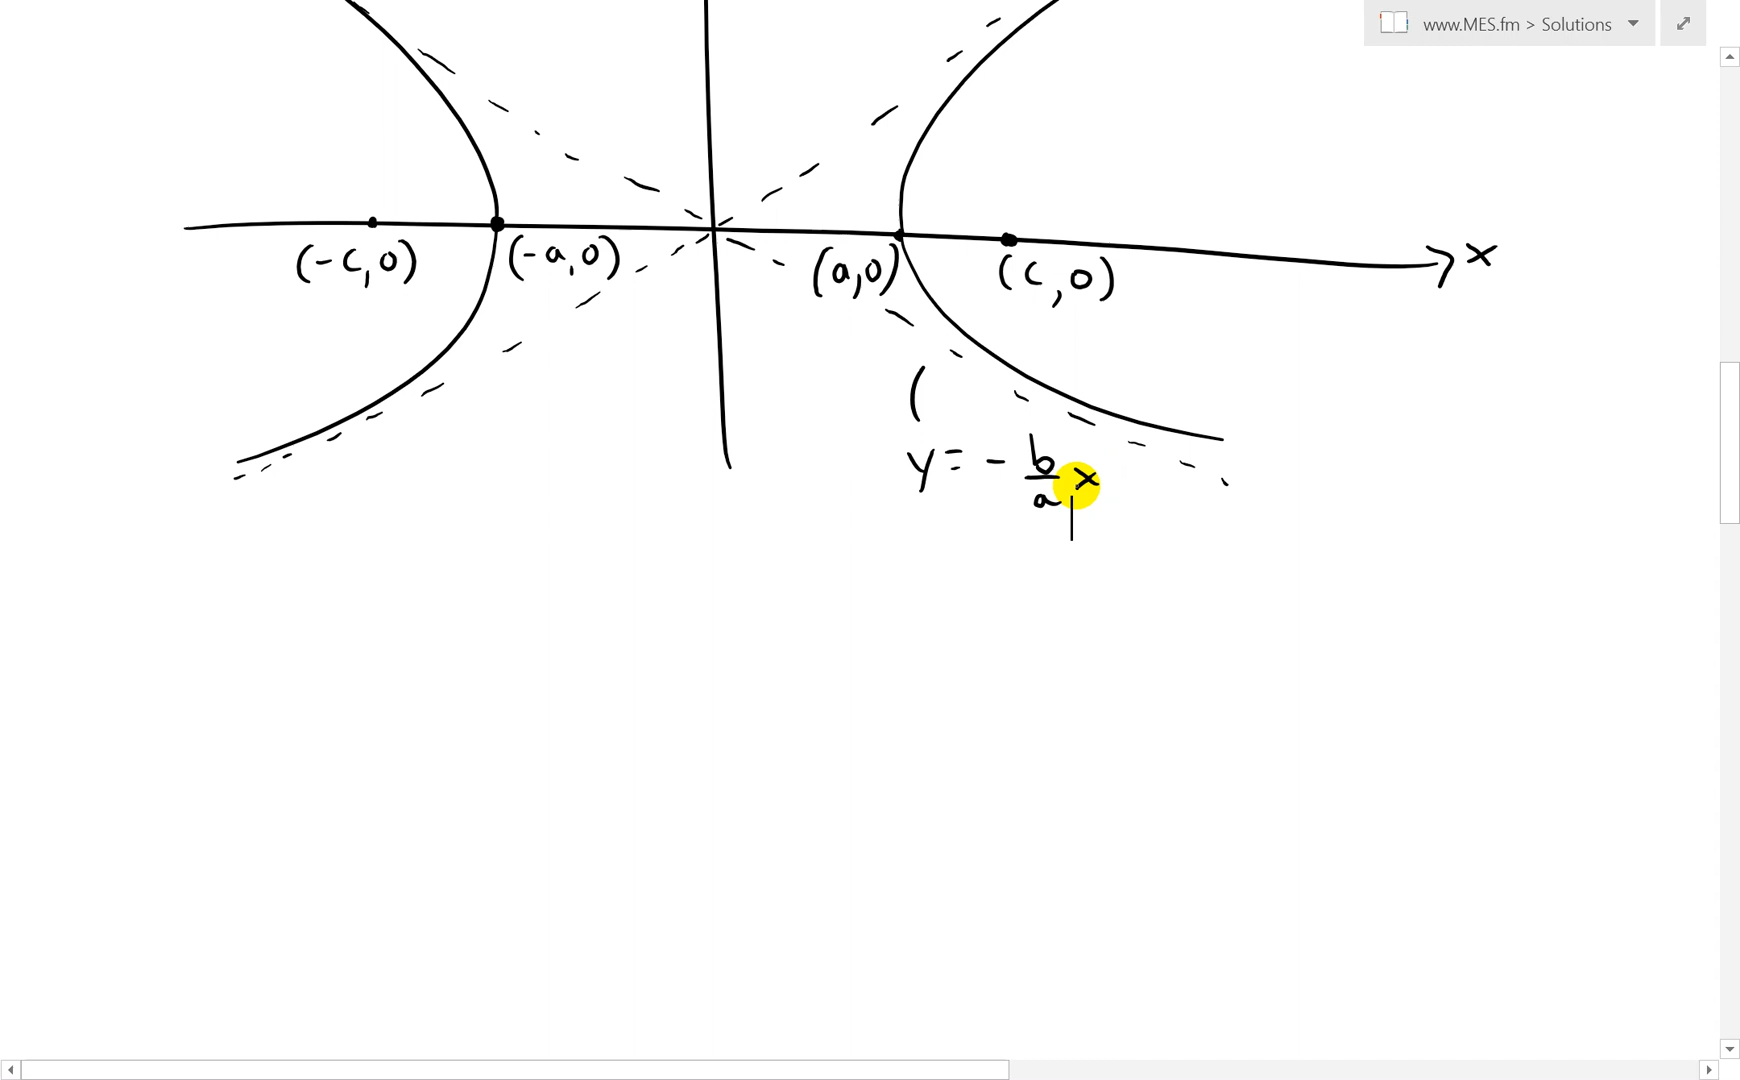 www.MES.fm > Solutions
x
(-c,0) (-a,0) (a,0) (c,0)
(
y = - b/a x